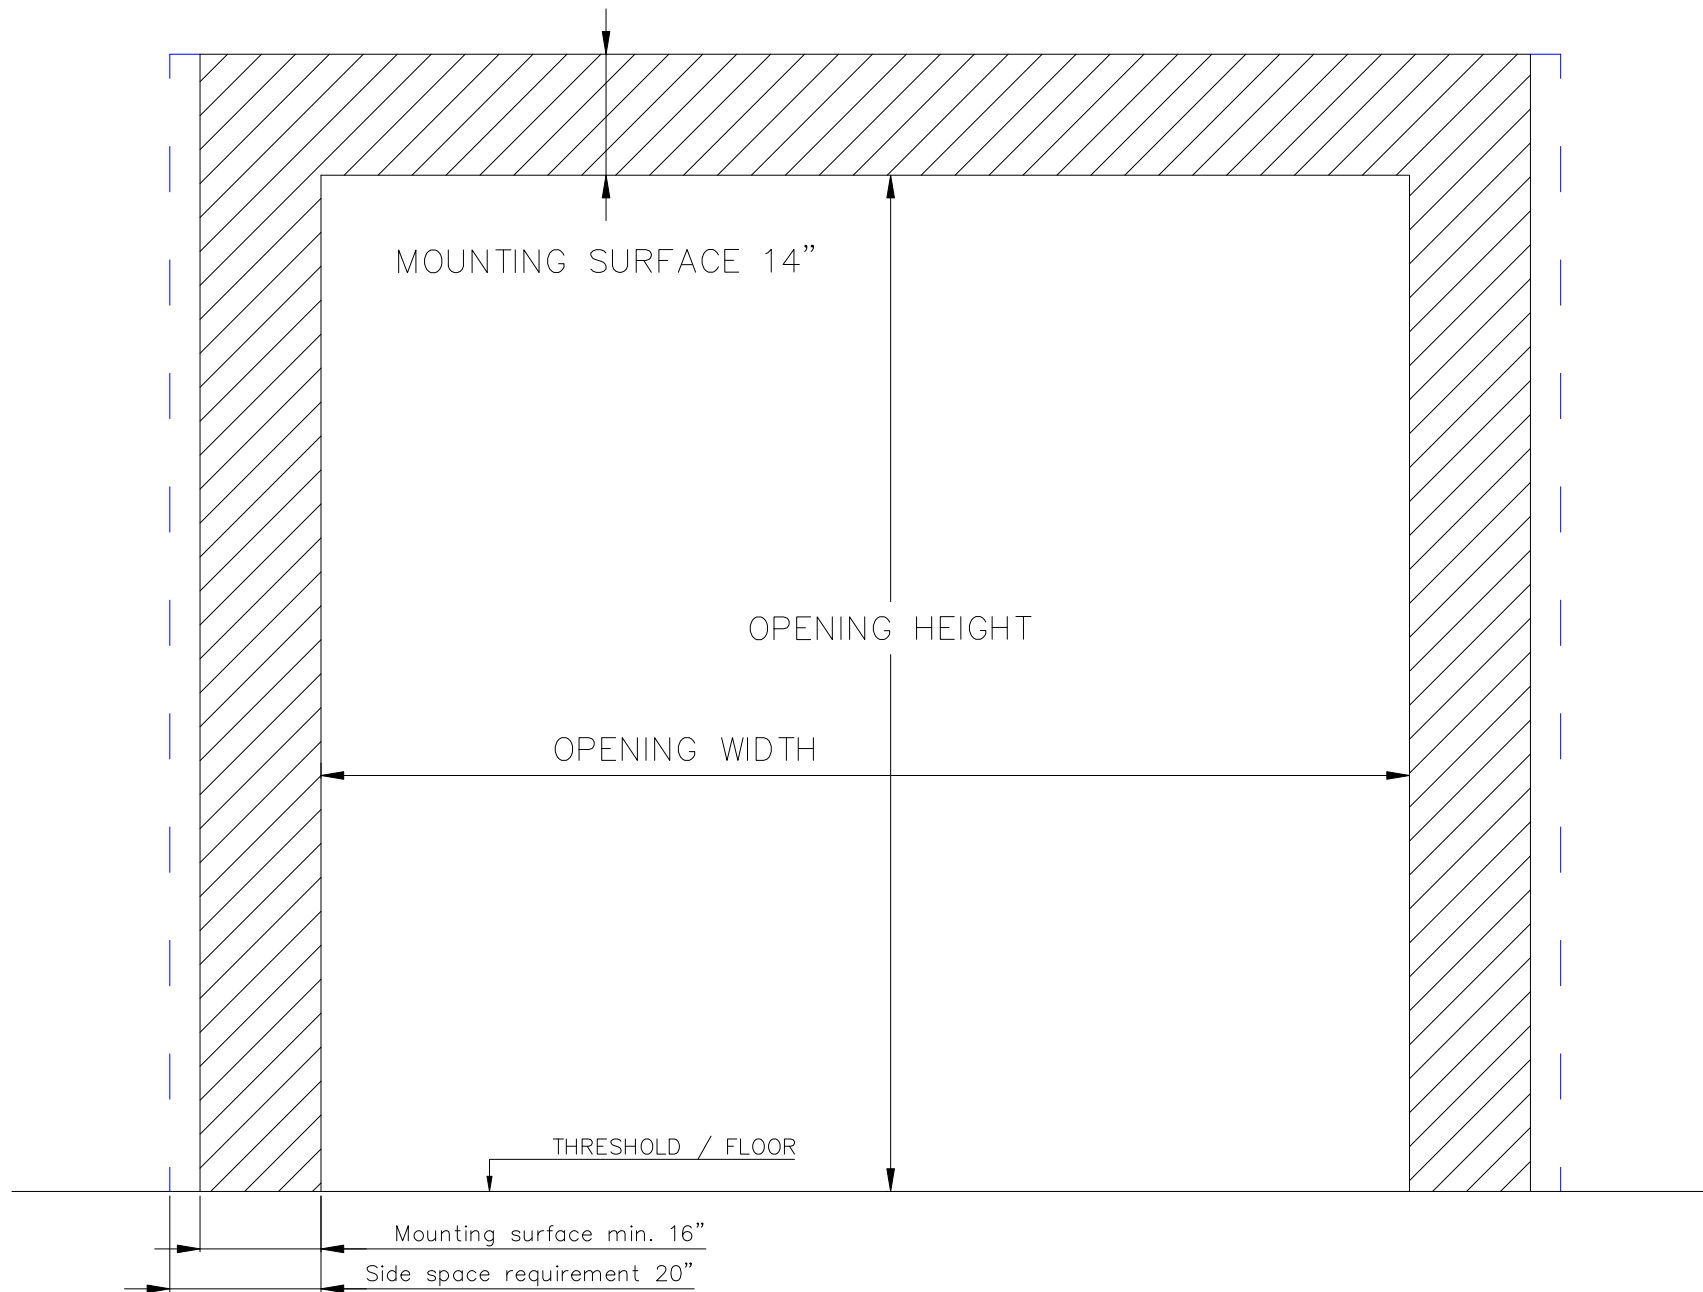 MOUNTING SURFACE 14”
OPENING HEIGHT
OPENING WIDTH
THRESHOLD / FLOOR
Mounting surface min. 16”
Side space requirement 20”